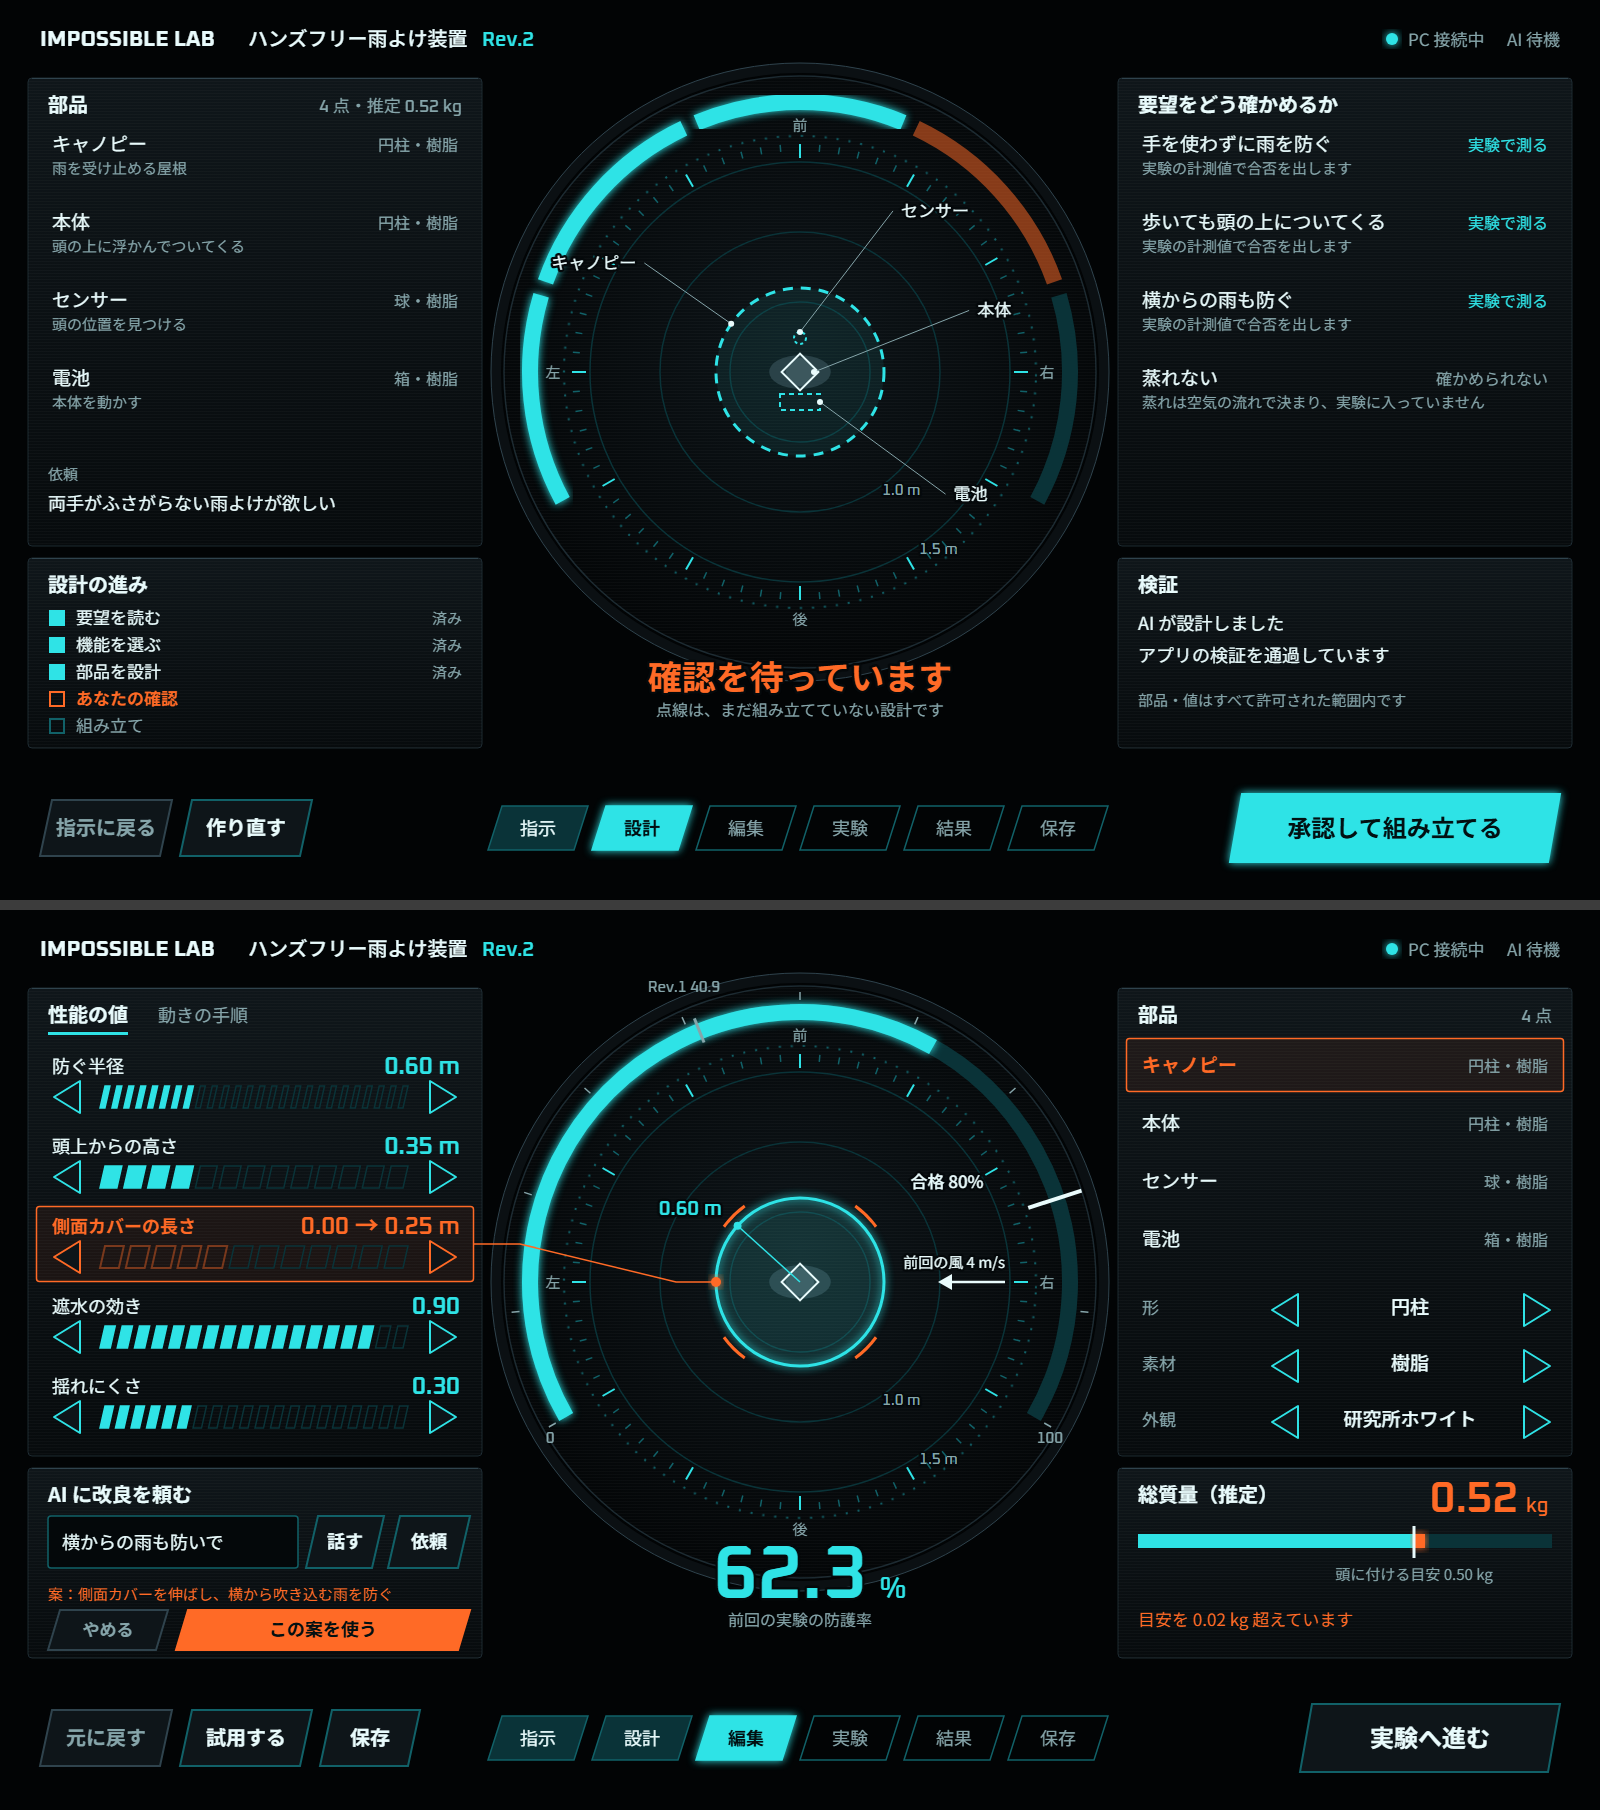 IMPOSSIBLE LAB ハンズフリー雨よけ装置 Rev.2
PC 接続中 AI 待機
部品 4 点・推定 0.52 kg
キャノピー 円柱・樹脂
雨を受け止める屋根
本体 円柱・樹脂
頭の上に浮かんでついてくる
センサー 球・樹脂
頭の位置を見つける
電池 箱・樹脂
本体を動かす
依頼
両手がふさがらない雨よけが欲しい
設計の進み
要望を読む 済み
機能を選ぶ 済み
部品を設計 済み
あなたの確認
組み立て
前
センサー
キャノピー
本体
左
右
1.0 m
電池
1.5 m
後
確認を待っています
点線は、まだ組み立てていない設計です
要望をどう確かめるか
手を使わずに雨を防ぐ 実験で測る
実験の計測値で合否を出します
歩いても頭の上についてくる 実験で測る
実験の計測値で合否を出します
横からの雨も防ぐ 実験で測る
実験の計測値で合否を出します
蒸れない 確かめられない
蒸れは空気の流れで決まり、実験に入っていません
検証
AI が設計しました
アプリの検証を通過しています
部品・値はすべて許可された範囲内です
指示に戻る 作り直す
指示 設計 編集 実験 結果 保存
承認して組み立てる
IMPOSSIBLE LAB ハンズフリー雨よけ装置 Rev.2
PC 接続中 AI 待機
性能の値 動きの手順
防ぐ半径 0.60 m
頭上からの高さ 0.35 m
側面カバーの長さ 0.00 → 0.25 m
遮水の効き 0.90
揺れにくさ 0.30
AI に改良を頼む
横からの雨も防いで 話す 依頼
案：側面カバーを伸ばし、横から吹き込む雨を防ぐ
やめる この案を使う
Rev.1 40.9
前
合格 80%
0.60 m
前回の風 4 m/s
左
右
1.0 m
0
100
1.5 m
後
62.3 %
前回の実験の防護率
部品 4 点
キャノピー 円柱・樹脂
本体 円柱・樹脂
センサー 球・樹脂
電池 箱・樹脂
形 円柱
素材 樹脂
外観 研究所ホワイト
総質量（推定） 0.52 kg
頭に付ける目安 0.50 kg
目安を 0.02 kg 超えています
元に戻す 試用する 保存
指示 設計 編集 実験 結果 保存
実験へ進む